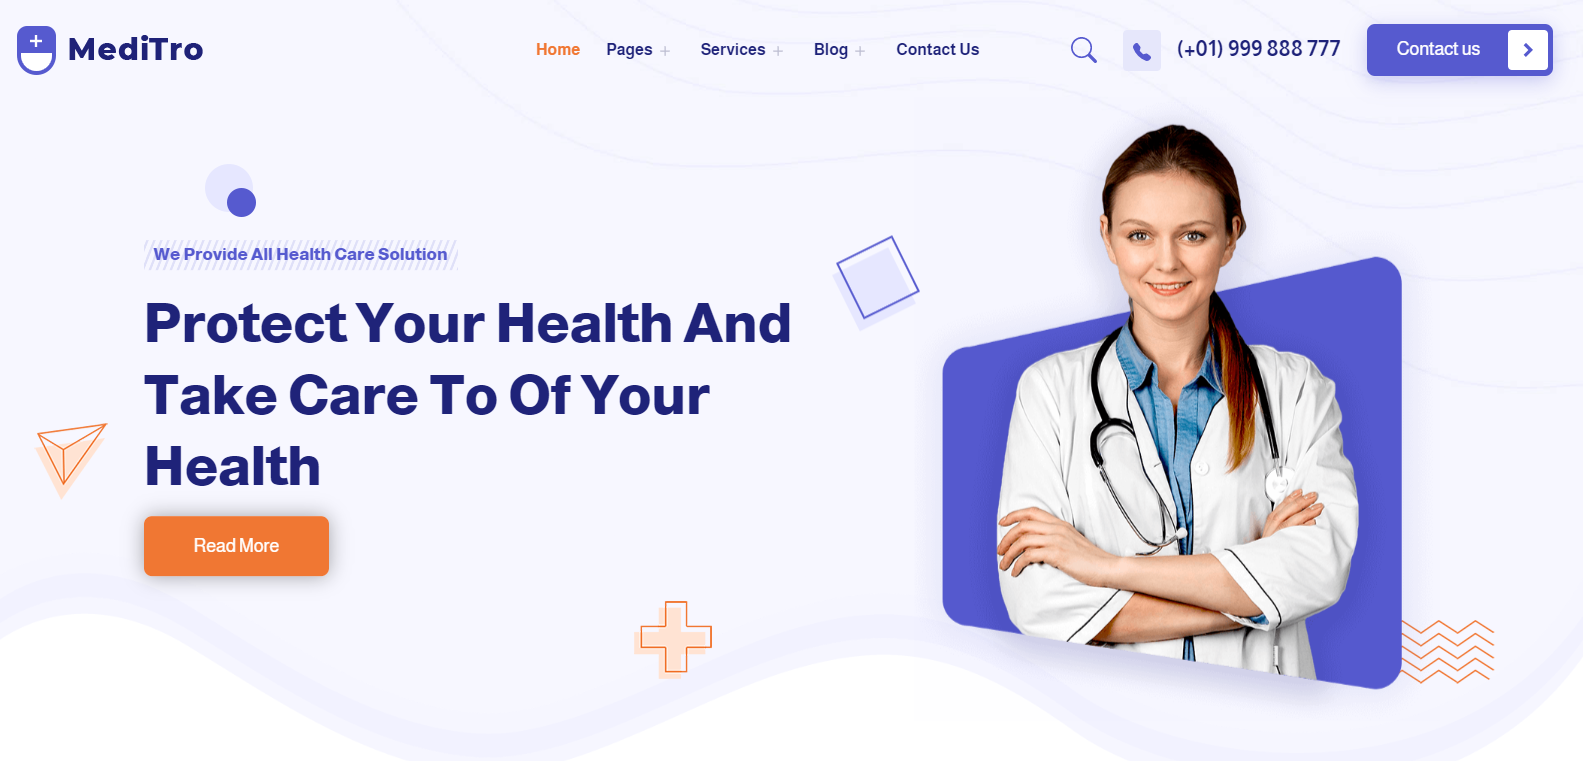 MediTro
Home Pages + Services + Blog + Contact Us
(+01) 999 888 777
Contact us
We Provide All Health Care Solution
Protect Your Health And
Take Care To Of Your
Health
Read More